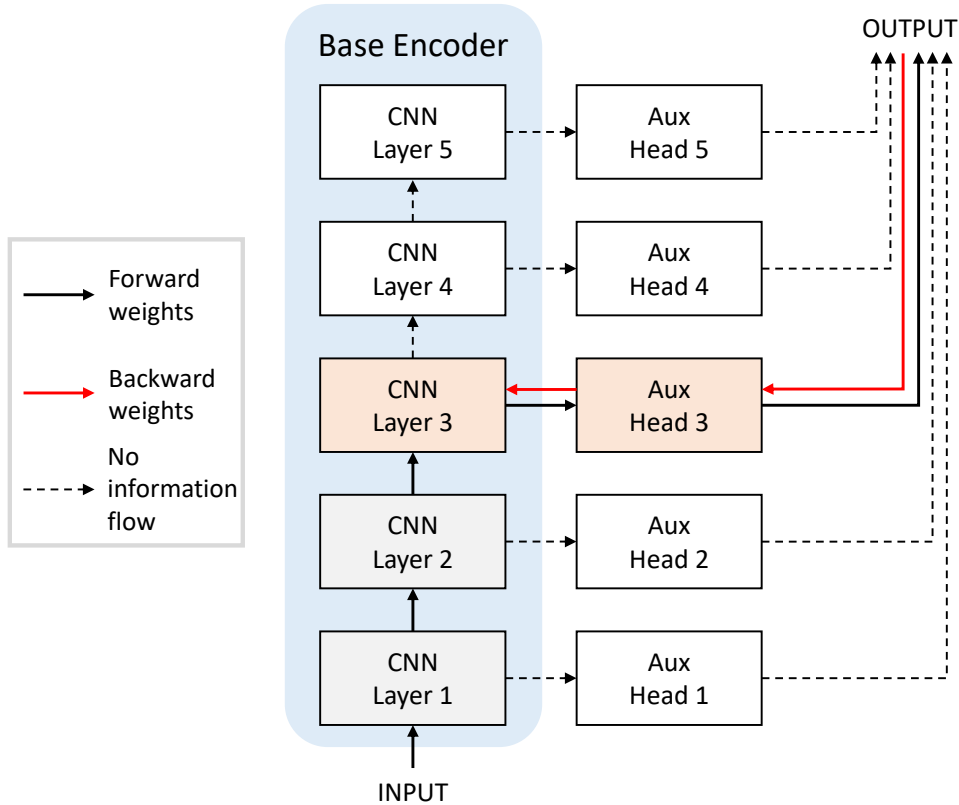 OUTPUT
Base Encoder
CNN
Layer 5
Aux
Head 5
CNN
Layer 4
Aux
Head 4
Forward
weights
Backward
weights
No
information
flow
CNN
Layer 3
Aux
Head 3
CNN
Layer 2
Aux
Head 2
CNN
Layer 1
Aux
Head 1
INPUT